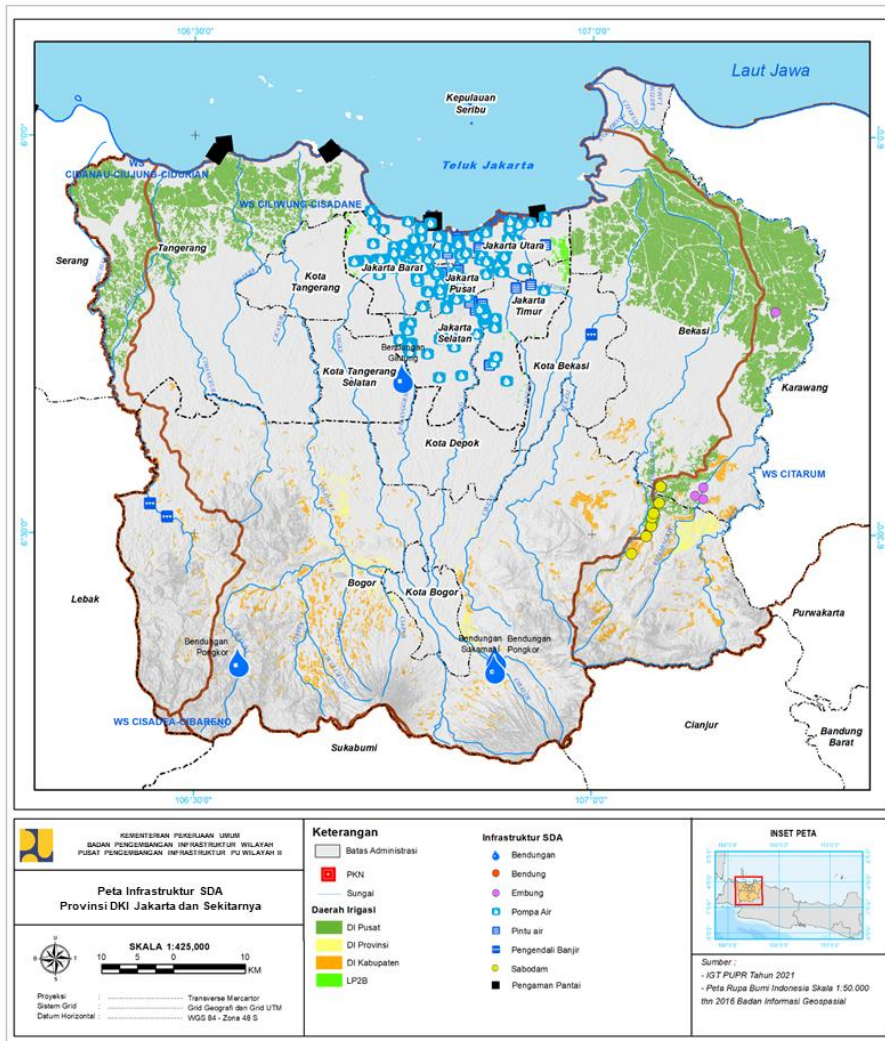 106°30'0"
107°0'0"
Laut Jawa
Kepulauan
Seribu
6°0'0"
6°0'0"
Teluk Jakarta
WS
CIDANAU-CIUJUNG-CIDURIAN
WS CILIWUNG-CISADANE
Serang
Tangerang
Jakarta Utara
Jakarta Barat
Kota
Tangerang
Jakarta
Pusat
Jakarta
Timur
Jakarta
Selatan
Bekasi
Bendungan
Ginting
Kota Tangerang
Selatan
Kota Bekasi
Karawang
Kota Depok
WS CITARUM
6°30'0"
6°30'0"
Lebak
Bogor
Kota Bogor
Purwakarta
Bendungan
Pongkor
Bendungan
Sukamahi
Bendungan
Pongkor
WS CISADEA-CIBARENO
Sukabumi
Cianjur
Bandung
Barat
106°30'0"
107°0'0"
KEMENTERIAN PEKERJAAN UMUM
BADAN PENGEMBANGAN INFRASTRUKTUR WILAYAH
PUSAT PENGEMBANGAN INFRASTRUKTUR PU WILAYAH II
Peta Infrastruktur SDA
Provinsi DKI Jakarta dan Sekitarnya
SKALA 1:425,000
10 5 0 10
KM
Proyeksi : Transverse Mercartor
Sistem Grid : Grid Geografi dan Grid UTM
Datum Horizontal : WGS 84 - Zona 48 S
Keterangan
Batas Administrasi
PKN
Sungai
Daerah Irigasi
DI Pusat
DI Provinsi
DI Kabupaten
LP2B
Infrastruktur SDA
Bendungan
Bendung
Embung
Pompa Air
Pintu air
Pengendali Banjir
Sabodam
Pengaman Pantai
INSET PETA
Sumber :
- IGT PUPR Tahun 2021
- Peta Rupa Bumi Indonesia Skala 1:50.000
thn 2016 Badan Informasi Geospasial